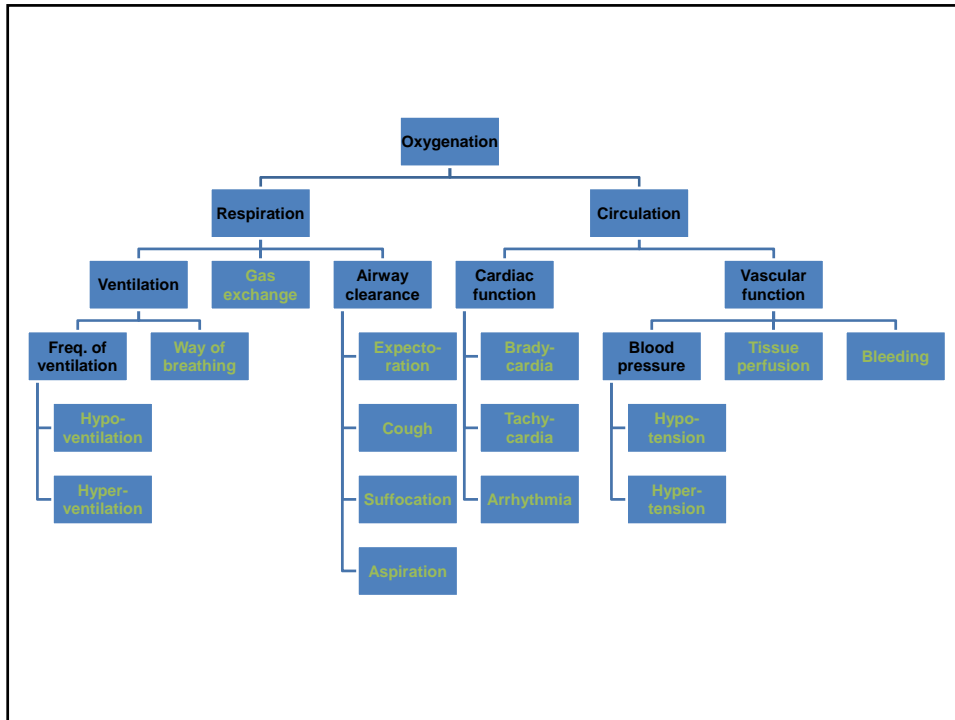 Oxygenation
Respiration
Circulation
Ventilation
Gas
exchange
Airway
clearance
Cardiac
function
Vascular
function
Freq. of
ventilation
Way of
breathing
Expecto-
ration
Brady-
cardia
Blood
pressure
Tissue
perfusion
Bleeding
Hypo-
ventilation
Cough
Tachy-
cardia
Hypo-
tension
Hyper-
ventilation
Suffocation
Arrhythmia
Hyper-
tension
Aspiration